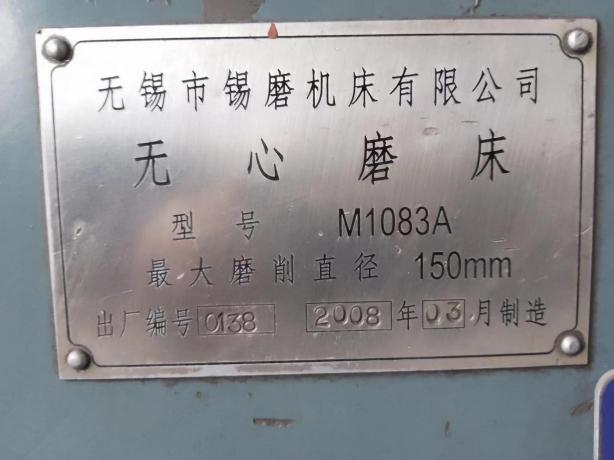 无锡市锡磨机床有限公司
无心磨床
型号 M1083A
最大磨削直径 150mm
出厂编号 0138 2008 年 03 月制造